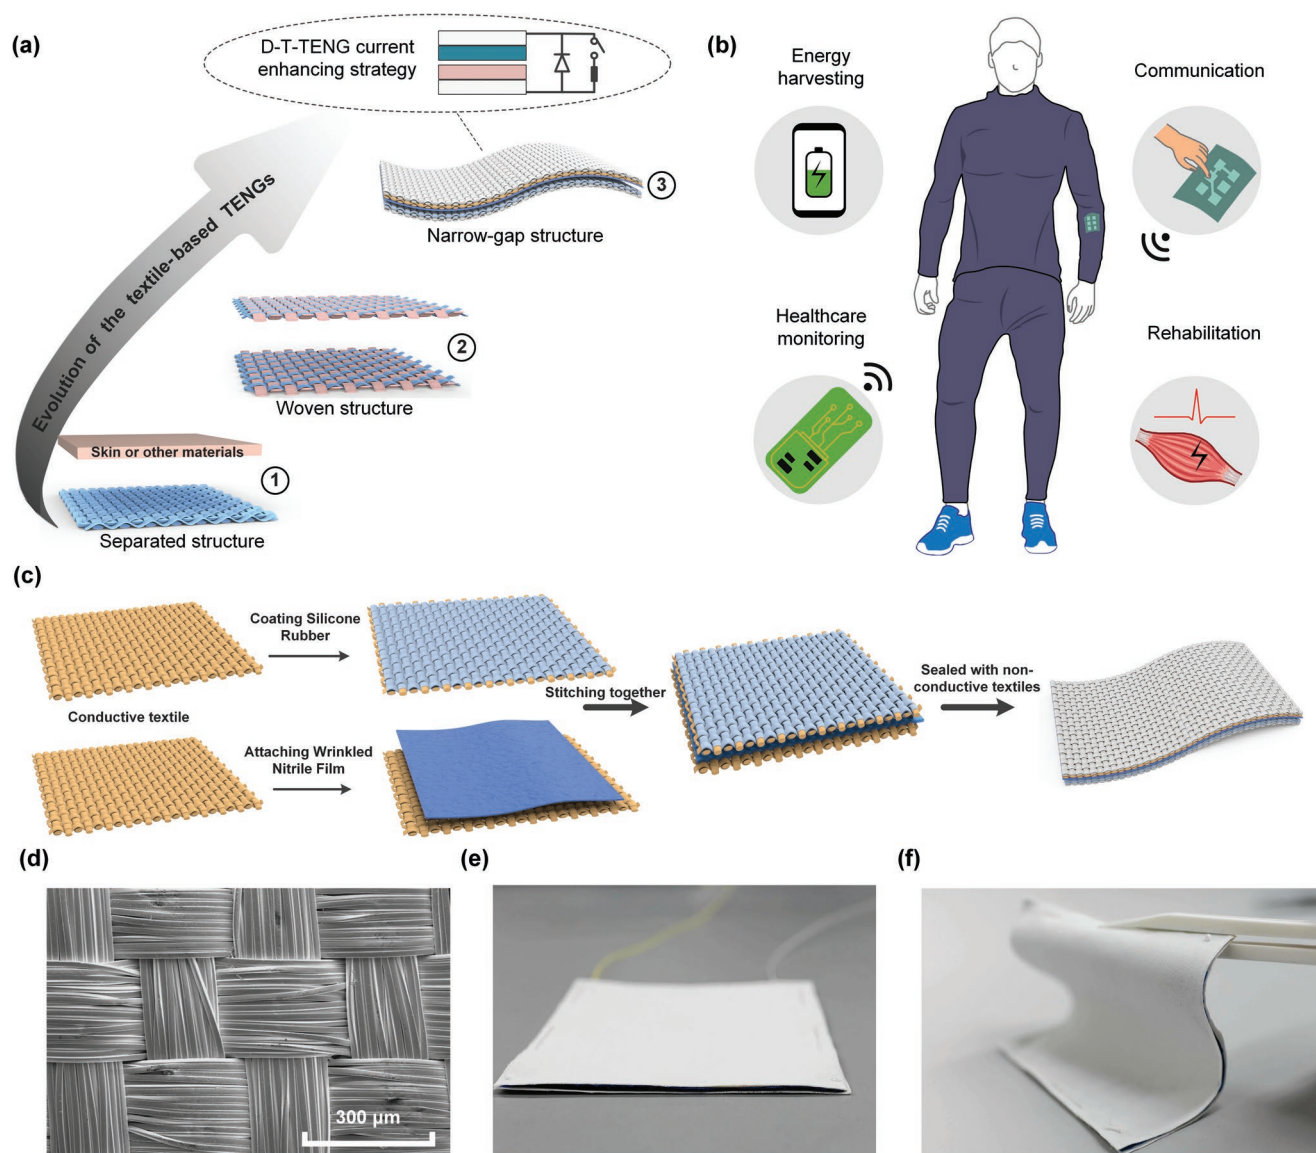 (a)
D-T-TENG current
enhancing strategy
Evolution of the textile-based TENGs
3
Narrow-gap structure
2
Woven structure
Skin or other materials
1
Separated structure
(b)
Energy
harvesting
Communication
Healthcare
monitoring
Rehabilitation
(c)
Coating Silicone
Rubber
Conductive textile
Attaching Wrinkled
Nitrile Film
Stitching together
Sealed with non-
conductive textiles
(d)
300 μm
(e)
(f)